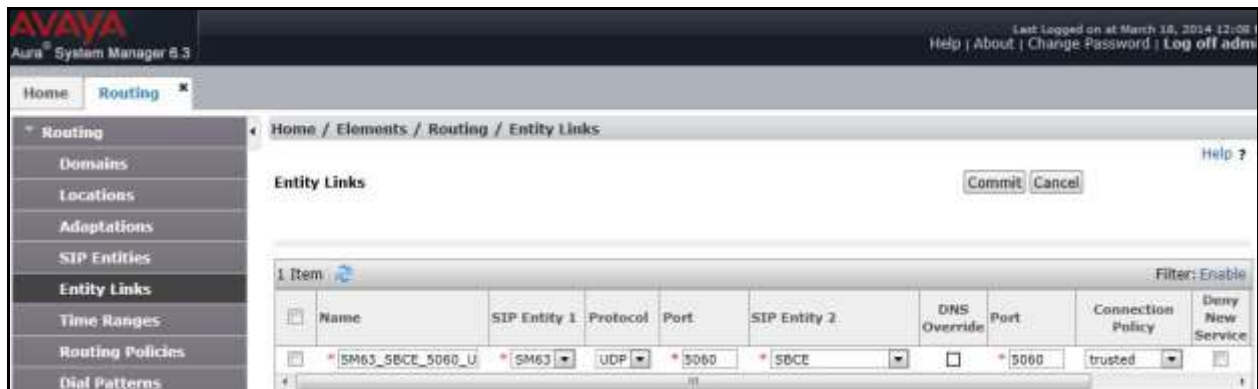 AVAYA
Aura® System Manager 6.3
Last Logged on at March 18, 2014 12:08
Help | About | Change Password | Log off admi
Home
Routing
Routing
Domains
Locations
Adaptations
SIP Entities
Entity Links
Time Ranges
Routing Policies
Dial Patterns
Home / Elements / Routing / Entity Links
Help ?
Entity Links
Commit Cancel
1 Item
Filter: Enable
Name SIP Entity 1 Protocol Port SIP Entity 2 DNS Override Port Connection Policy Deny New Service
* SM63_SBCE_5060_U * SM63 UDP * 5060 * SBCE * 5060 trusted